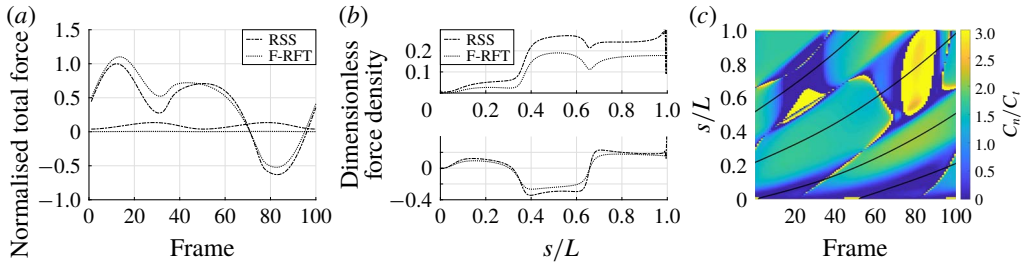 (a)
1.5
1.0
0.5
0
−0.5
−1.0
0 20 40 60 80 100
Normalised total force
Frame
RSS
F-RFT
(b)
0.2
0.1
0 0.2 0.4 0.6 0.8 1.0
RSS
F-RFT
Dimensionless
force density
0
−0.4
0 0.2 0.4 0.6 0.8 1.0
s/L
(c)
1.0
0.8
0.6
0.4
0.2
0
20 40 60 80 100
s/L
Frame
3.0
2.5
2.0
1.5
1.0
0.5
0
Cn/Ct